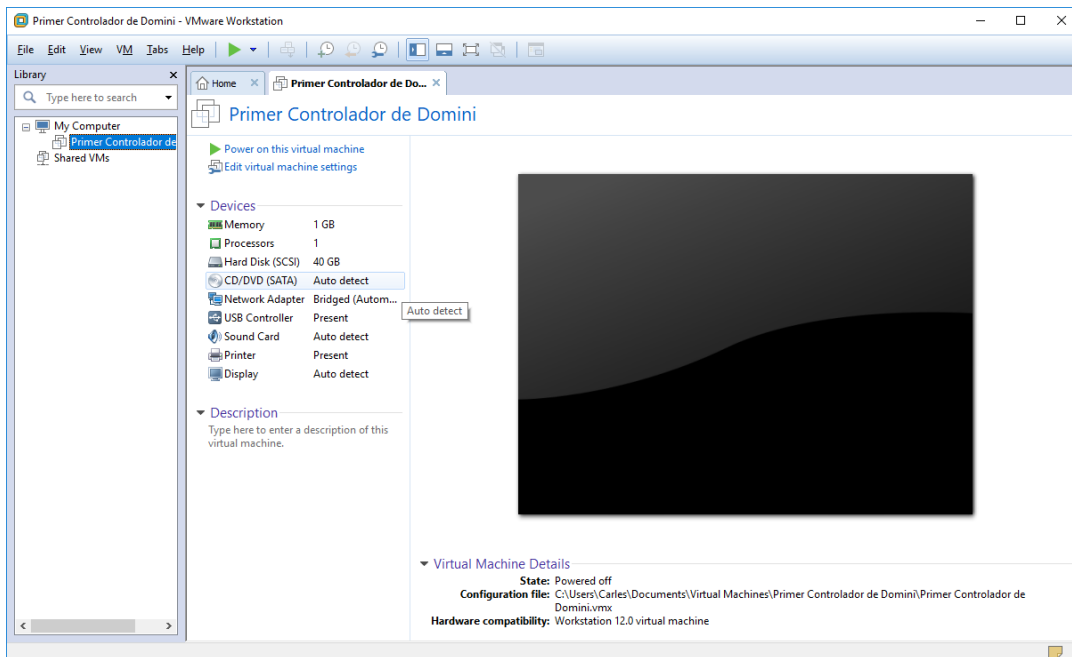 Primer Controlador de Domini - VMware Workstation
File Edit View VM Tabs Help
Library
Type here to search
My Computer
Primer Controlador de
Shared VMs
Home
Primer Controlador de Do...
Primer Controlador de Domini
Power on this virtual machine
Edit virtual machine settings
Devices
Memory 1 GB
Processors 1
Hard Disk (SCSI) 40 GB
CD/DVD (SATA) Auto detect
Network Adapter Bridged (Autom...
Auto detect
USB Controller Present
Sound Card Auto detect
Printer Present
Display Auto detect
Description
Type here to enter a description of this
virtual machine.
Virtual Machine Details
State: Powered off
Configuration file: C:\Users\Carles\Documents\Virtual Machines\Primer Controlador de Domini\Primer Controlador de
Domini.vmx
Hardware compatibility: Workstation 12.0 virtual machine